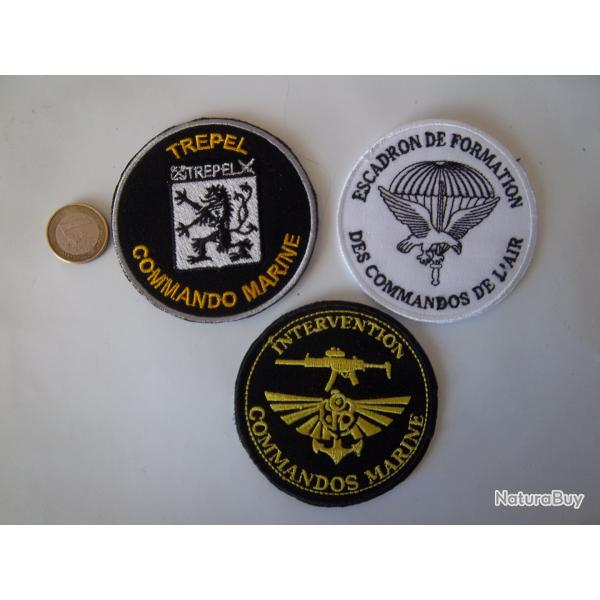 TREPEL
TREPEL
COMMANDO MARINE
ESCADRON DE FORMATION
DES COMMANDOS DE L'AIR
INTERVENTION
COMMANDOS MARINE
NaturaBuy